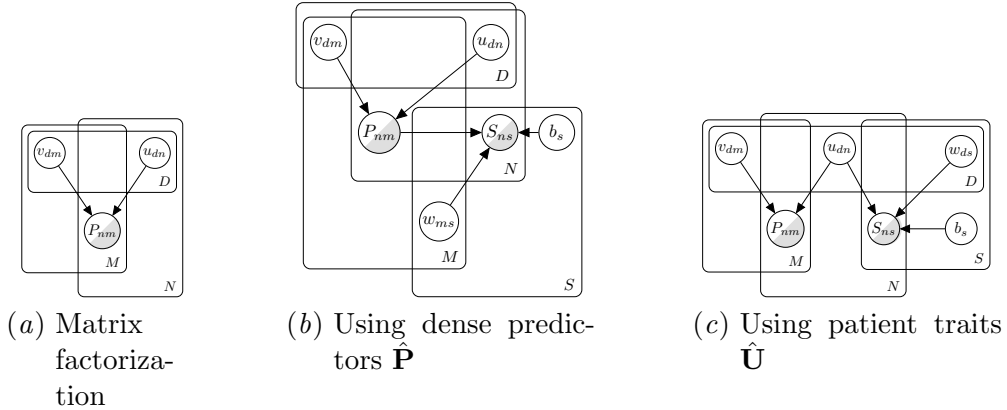 v_{dm}
u_{dn}
D
P_{nm}
M
N
(a) Matrix
factoriza-
tion
v_{dm}
u_{dn}
D
P_{nm}
S_{ns}
b_s
N
w_{ms}
M
S
(b) Using dense predic-
tors P̂
v_{dm}
u_{dn}
w_{ds}
D
P_{nm}
S_{ns}
b_s
M
S
N
(c) Using patient traits
Û